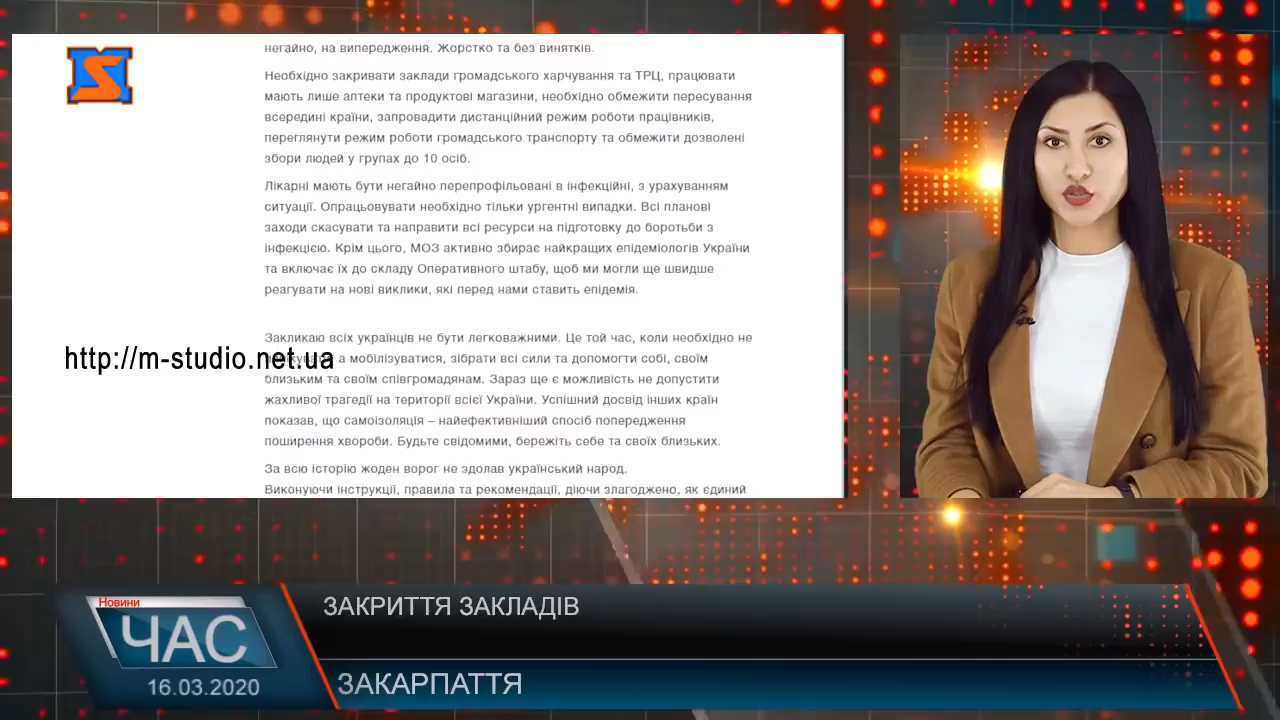 негайно, на випередження. Жорстко та без винятків.
Необхідно закривати заклади громадського харчування та ТРЦ, працювати
мають лише аптеки та продуктові магазини, необхідно обмежити пересування
всередині країни, запровадити дистанційний режим роботи працівників,
переглянути режим роботи громадського транспорту та обмежити дозволені
збори людей у групах до 10 осіб.
Лікарні мають бути негайно перепрофільовані в інфекційні, з урахуванням
ситуації. Опрацьовувати необхідно тільки ургентні випадки. Всі планові
заходи скасувати та направити всі ресурси на підготовку до боротьби з
інфекцією. Крім цього, МОЗ активно збирає найкращих епідеміологів України
та включає їх до складу Оперативного штабу, щоб ми могли ще швидше
реагувати на нові виклики, які перед нами ставить епідемія.
Закликаю всіх українців не бути легковажними. Це той час, коли необхідно не
http://m-studio.net.ua
а мобілізуватися, зібрати всі сили та допомогти собі, своїм
близьким та своїм співгромадянам. Зараз ще є можливість не допустити
жахливої трагедії на території всієї України. Успішний досвід інших країн
показав, що самоізоляція – найефективніший спосіб попередження
поширення хвороби. Будьте свідомими, бережіть себе та своїх близьких.
За всю історію жоден ворог не здолав український народ.
Виконуючи інструкції, правила та рекомендації, діючи злагоджено, як єдиний
Новини
ЧАС
16.03.2020
ЗАКРИТТЯ ЗАКЛАДІВ
ЗАКАРПАТТЯ